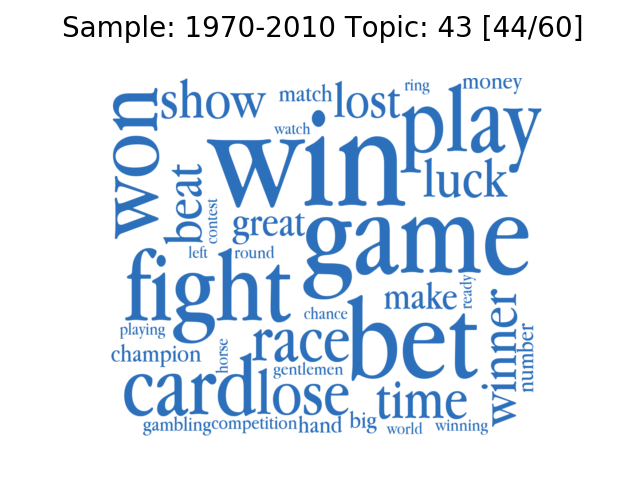 Sample: 1970-2010 Topic: 43 [44/60]
won
show
match
lost
ring
money
watch
win
play
beat
contest
great
luck
left
round
game
fight
make
ready
playing
chance
champion
horse
race
bet
winner
number
gentlemen
card
lose
time
gambling
competition
hand
big
world
winning